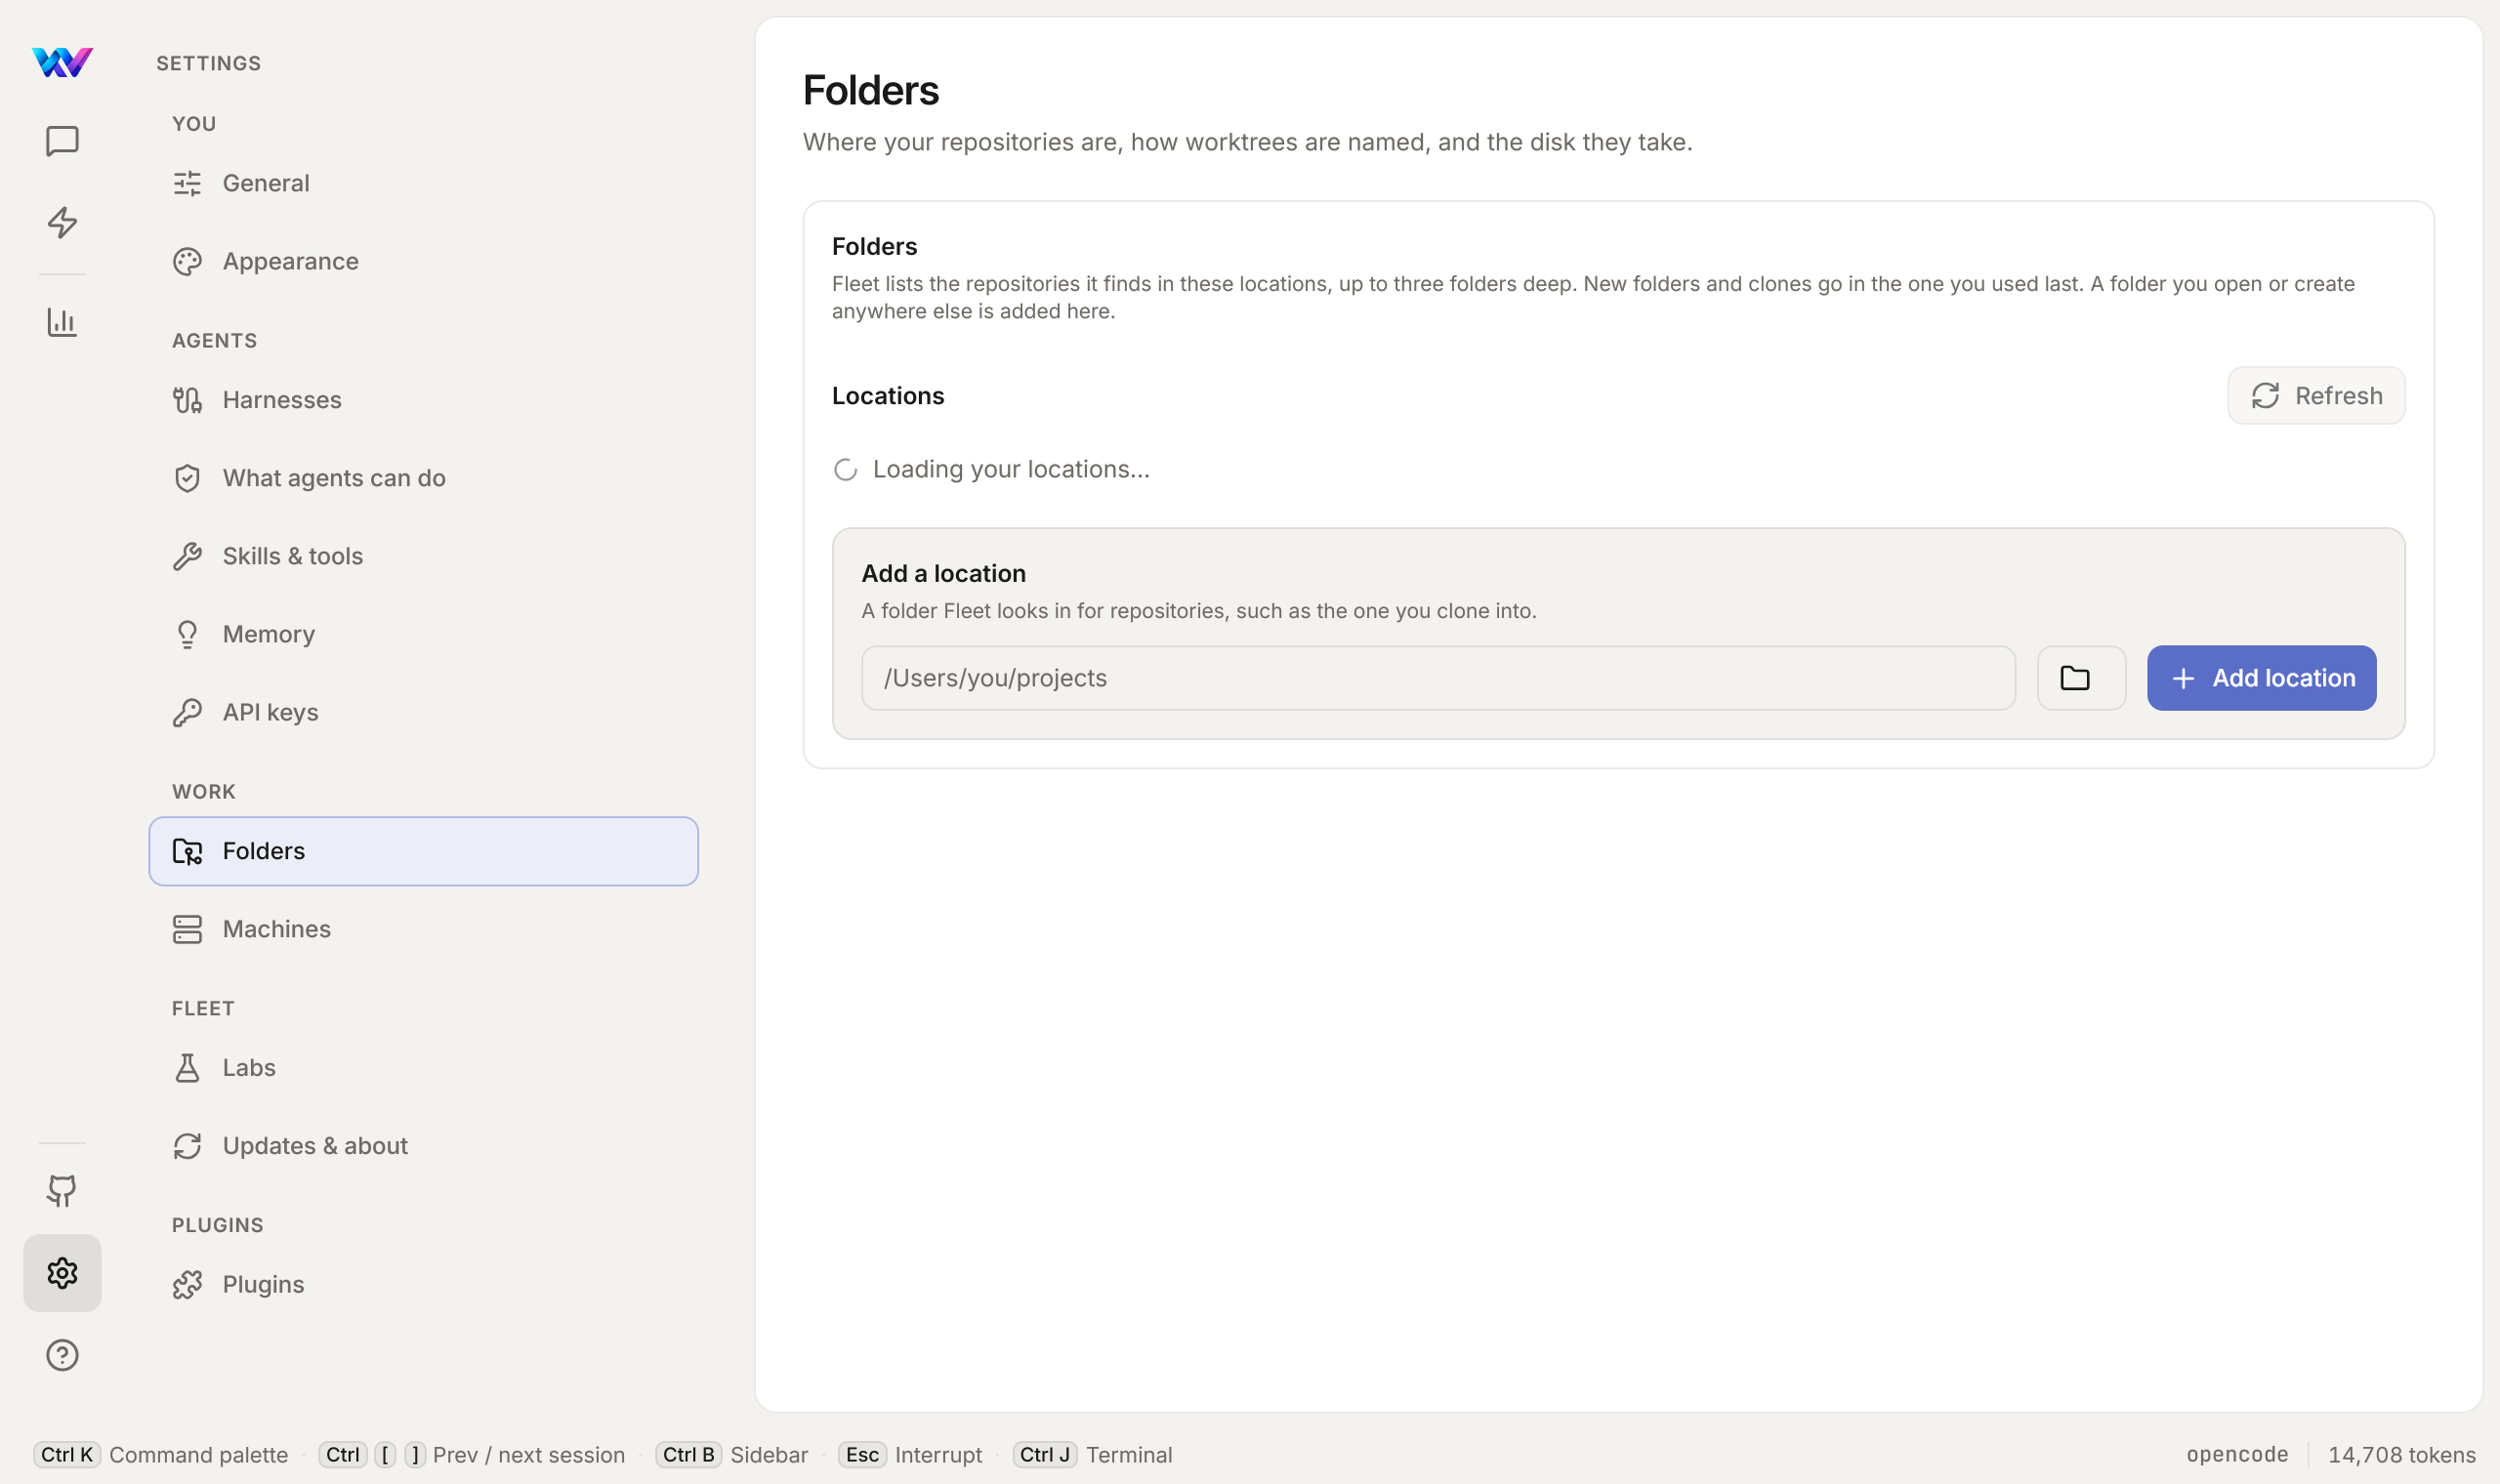 SETTINGS
YOU
General
Appearance
AGENTS
Harnesses
What agents can do
Skills & tools
Memory
API keys
WORK
Folders
Machines
FLEET
Labs
Updates & about
PLUGINS
Plugins
Folders
Where your repositories are, how worktrees are named, and the disk they take.
Folders
Fleet lists the repositories it finds in these locations, up to three folders deep. New folders and clones go in the one you used last. A folder you open or create
anywhere else is added here.
Locations
Refresh
Loading your locations...
Add a location
A folder Fleet looks in for repositories, such as the one you clone into.
/Users/you/projects
Add location
Ctrl K Command palette · Ctrl [ ] Prev / next session · Ctrl B Sidebar · Esc Interrupt · Ctrl J Terminal
opencode 14,708 tokens